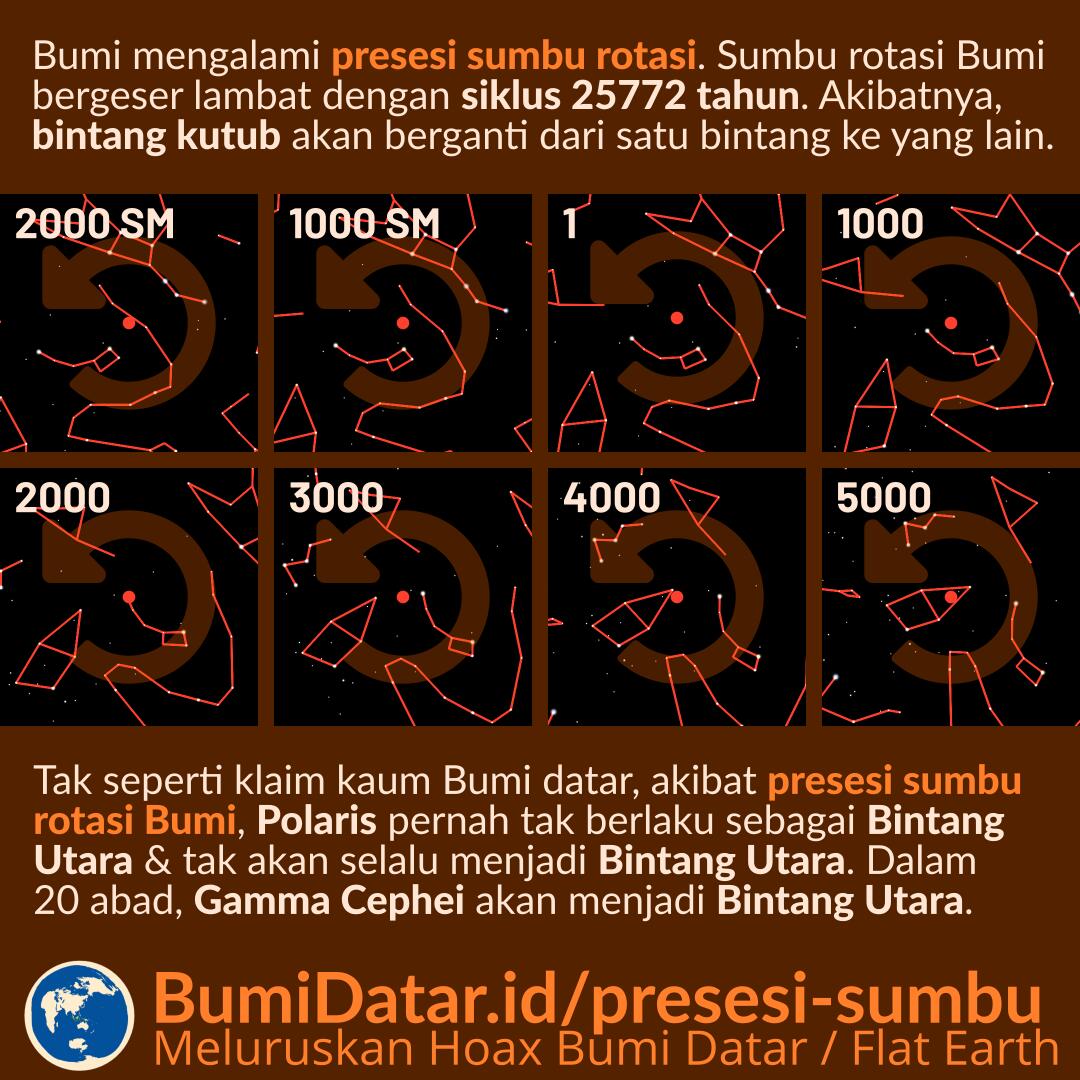 Bumi mengalami presesi sumbu rotasi. Sumbu rotasi Bumi
bergeser lambat dengan siklus 25772 tahun. Akibatnya,
bintang kutub akan berganti dari satu bintang ke yang lain.
2000 SM
1000 SM
1
1000
2000
3000
4000
5000
Tak seperti klaim kaum Bumi datar, akibat presesi sumbu
rotasi Bumi, Polaris pernah tak berlaku sebagai Bintang
Utara & tak akan selalu menjadi Bintang Utara. Dalam
20 abad, Gamma Cephei akan menjadi Bintang Utara.
BumiDatar.id/presesi-sumbu
Meluruskan Hoax Bumi Datar / Flat Earth